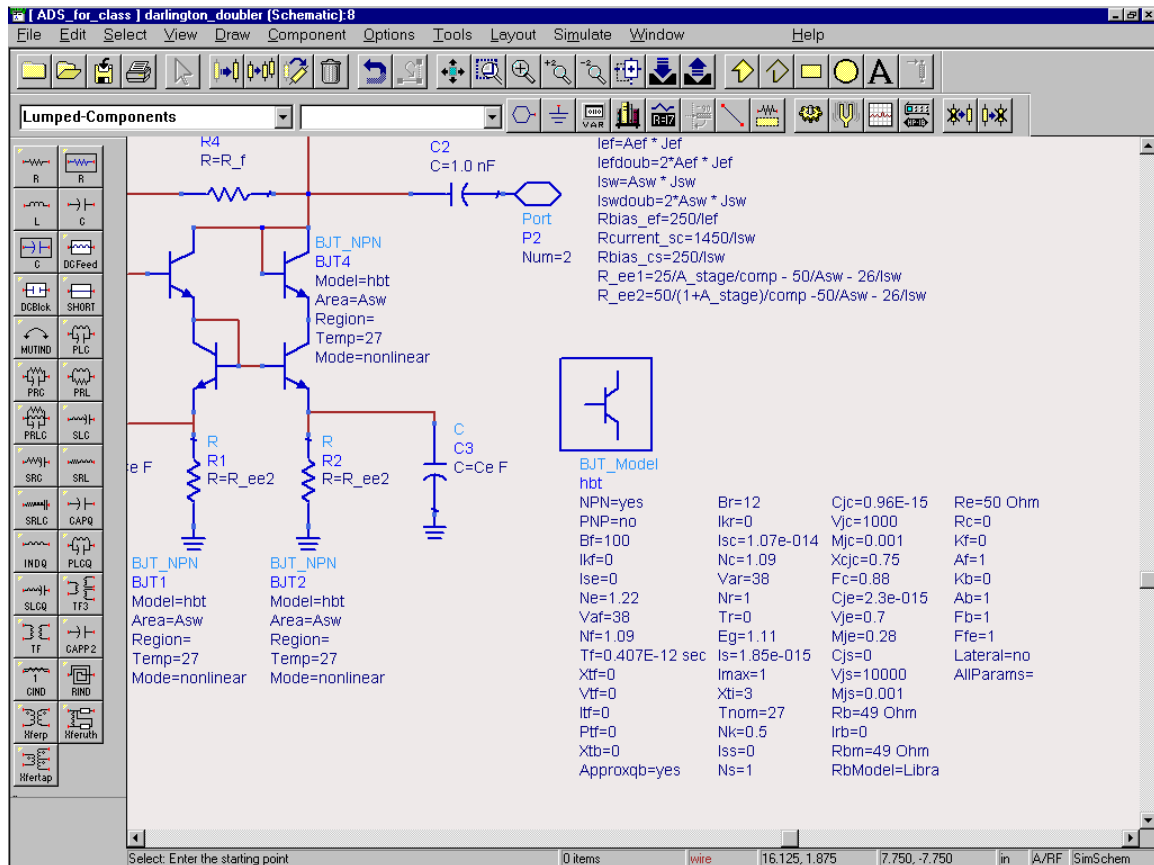 [ ADS_for_class ] darlington_doubler (Schematic):8
File Edit Select View Draw Component Options Tools Layout Simulate Window Help
+2 -2
Lumped-Components
VAR
R4
R=R_f
C2
C=1.0 nF
Port
P2
Num=2
Ief=Aef * Jef
Iefdoub=2*Aef * Jef
Isw=Asw * Jsw
Iswdoub=2*Asw * Jsw
Rbias_ef=250/Ief
Rcurrent_sc=1450/Isw
Rbias_cs=250/Isw
R_ee1=25/A_stage/comp - 50/Asw - 26/Isw
R_ee2=50/(1+A_stage)/comp -50/Asw - 26/Isw
R R
L C
C DCFeed
DCBlok SHORT
MUTIND PLC
PRC PRL
PRLC SLC
SRC SRL
SRLC CAPQ
INDQ PLCQ
SLCQ TF3
TF CAPP2
CIND RIND
Xferp Xferuth
Xfertap
BJT_NPN
BJT4
Model=hbt
Area=Asw
Region=
Temp=27
Mode=nonlinear
e F
R
R1
R=R_ee2
R
R2
R=R_ee2
C
C3
C=Ce F
BJT_NPN
BJT1
Model=hbt
Area=Asw
Region=
Temp=27
Mode=nonlinear
BJT_NPN
BJT2
Model=hbt
Area=Asw
Region=
Temp=27
Mode=nonlinear
BJT_Model
hbt
NPN=yes Br=12 Cjc=0.96E-15 Re=50 Ohm
PNP=no Ikr=0 Vjc=1000 Rc=0
Bf=100 Isc=1.07e-014 Mjc=0.001 Kf=0
Ikf=0 Nc=1.09 Xcjc=0.75 Af=1
Ise=0 Var=38 Fc=0.88 Kb=0
Ne=1.22 Nr=1 Cje=2.3e-015 Ab=1
Vaf=38 Tr=0 Vje=0.7 Fb=1
Nf=1.09 Eg=1.11 Mje=0.28 Ffe=1
Tf=0.407E-12 sec Is=1.85e-015 Cjs=0 Lateral=no
Xtf=0 Imax=1 Vjs=10000 AllParams=
Vtf=0 Xti=3 Mjs=0.001
Itf=0 Tnom=27 Rb=49 Ohm
Ptf=0 Nk=0.5 Irb=0
Xtb=0 Iss=0 Rbm=49 Ohm
Approxqb=yes Ns=1 RbModel=Libra
Select: Enter the starting point 0 items wire 16.125, 1.875 7.750, -7.750 in A/RF SimSchem